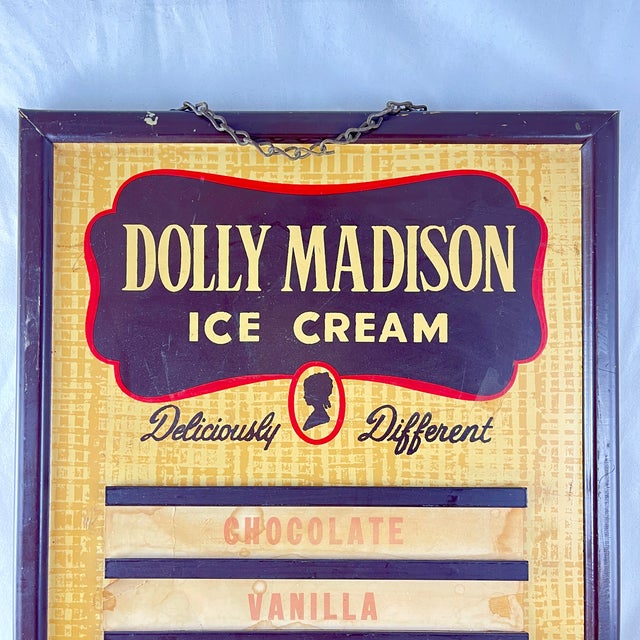 DOLLY MADISON
ICE CREAM
Deliciously Different
CHOCOLATE
VANILLA